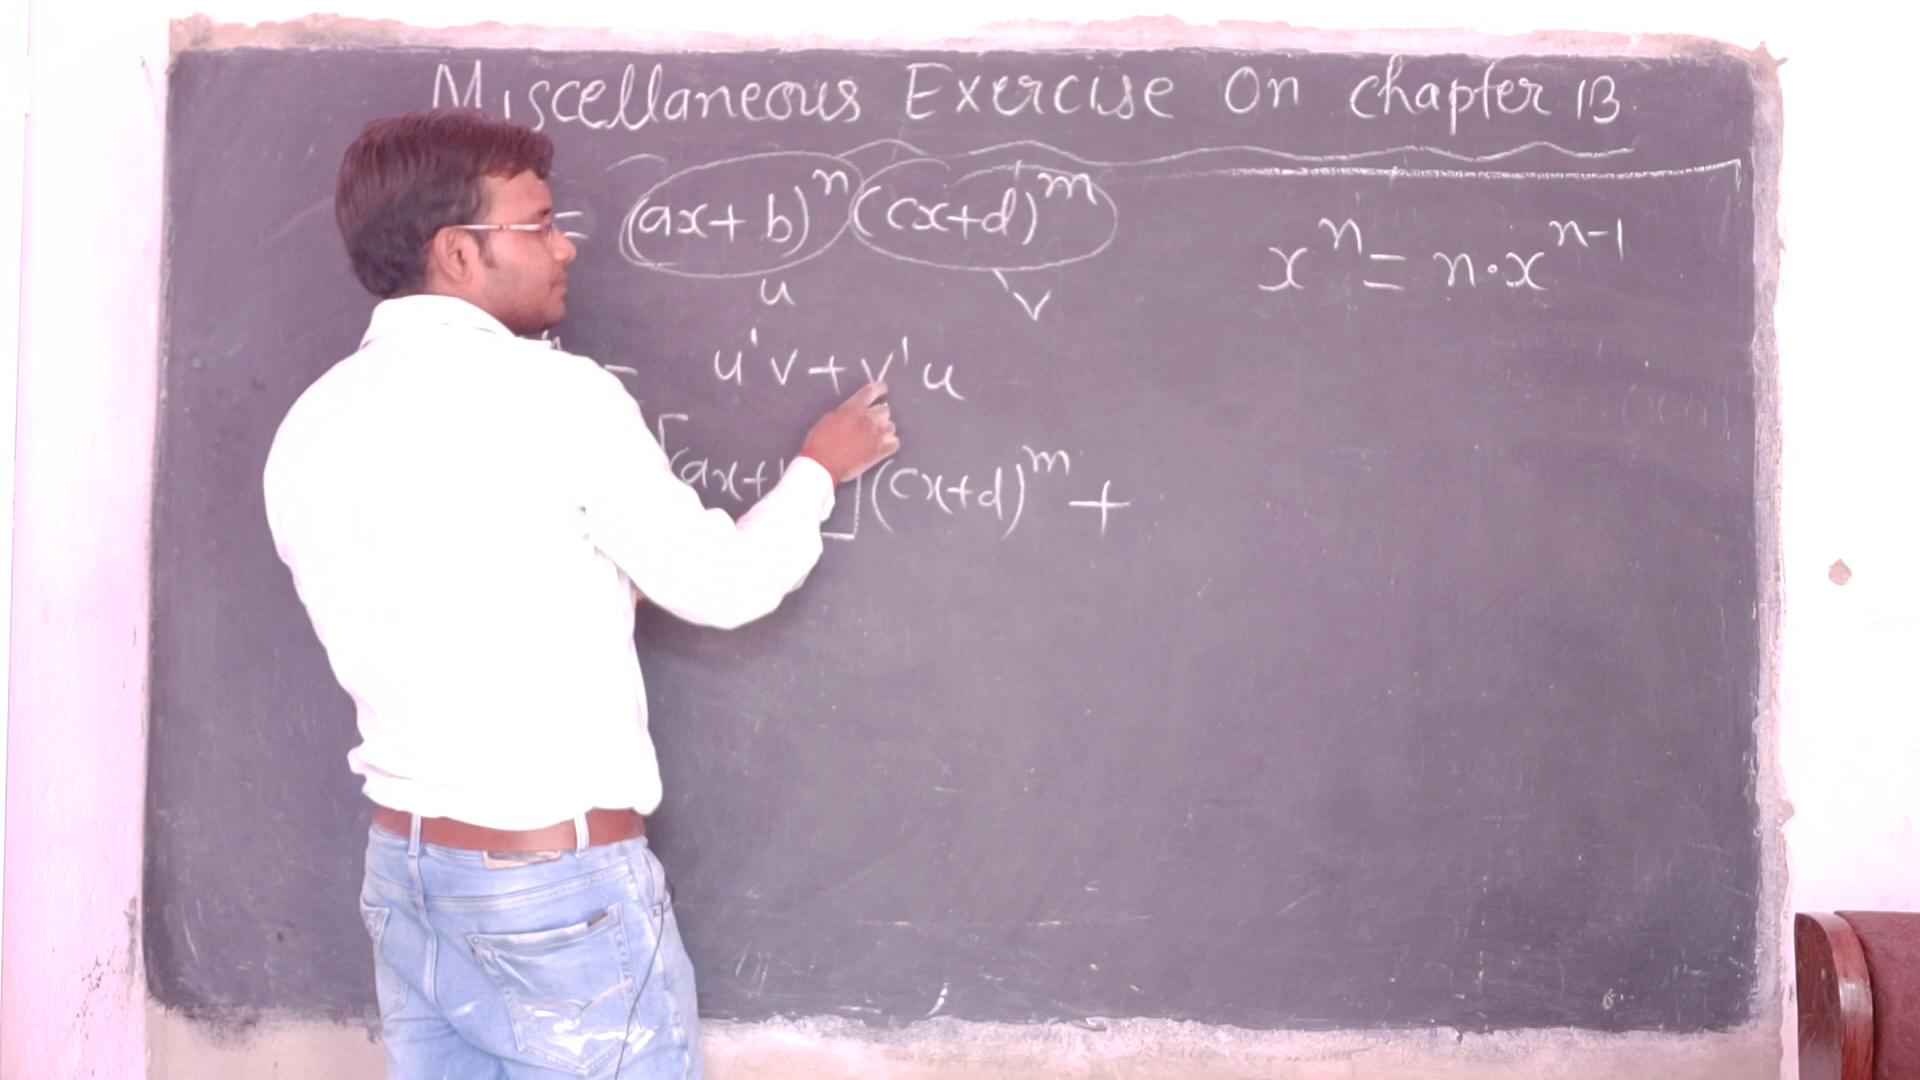 Miscellaneous Exercise On Chapter 13
= (ax+b)^n (cx+d)^m
u v
x^n = n·x^{n-1}
= u'v + v'u
[(ax+ ] (cx+d)^m +